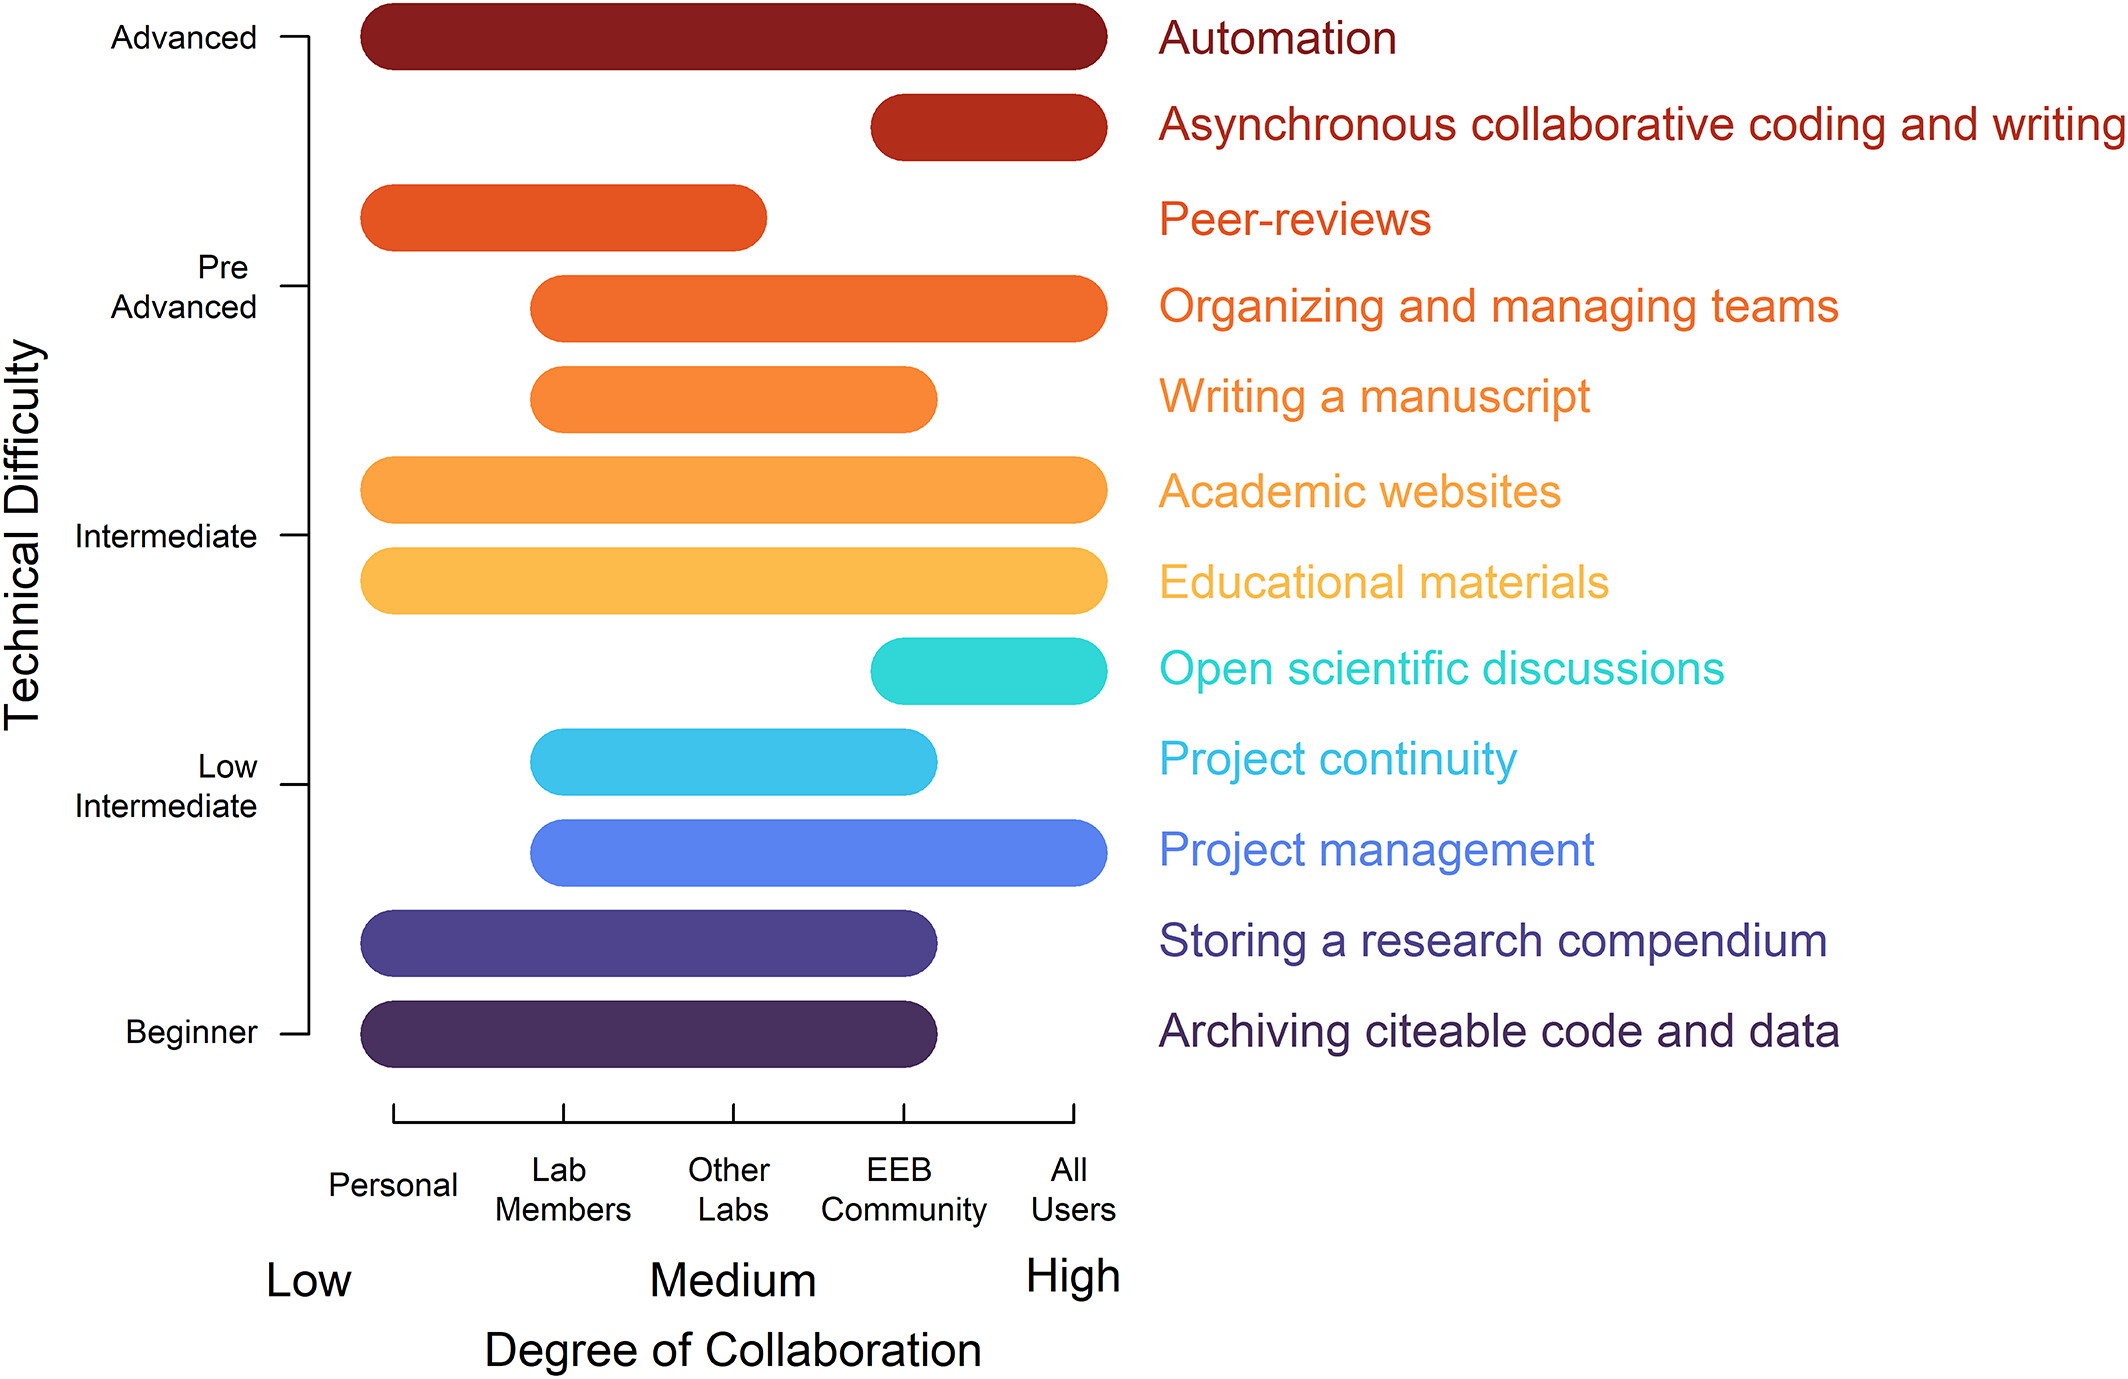 Advanced
Automation
Asynchronous collaborative coding and writing
Peer-reviews
Pre
Advanced
Organizing and managing teams
Writing a manuscript
Academic websites
Intermediate
Educational materials
Open scientific discussions
Project continuity
Low
Intermediate
Project management
Storing a research compendium
Beginner
Archiving citeable code and data
Technical Difficulty
Personal
Lab
Members
Other
Labs
EEB
Community
All
Users
Low
Medium
High
Degree of Collaboration